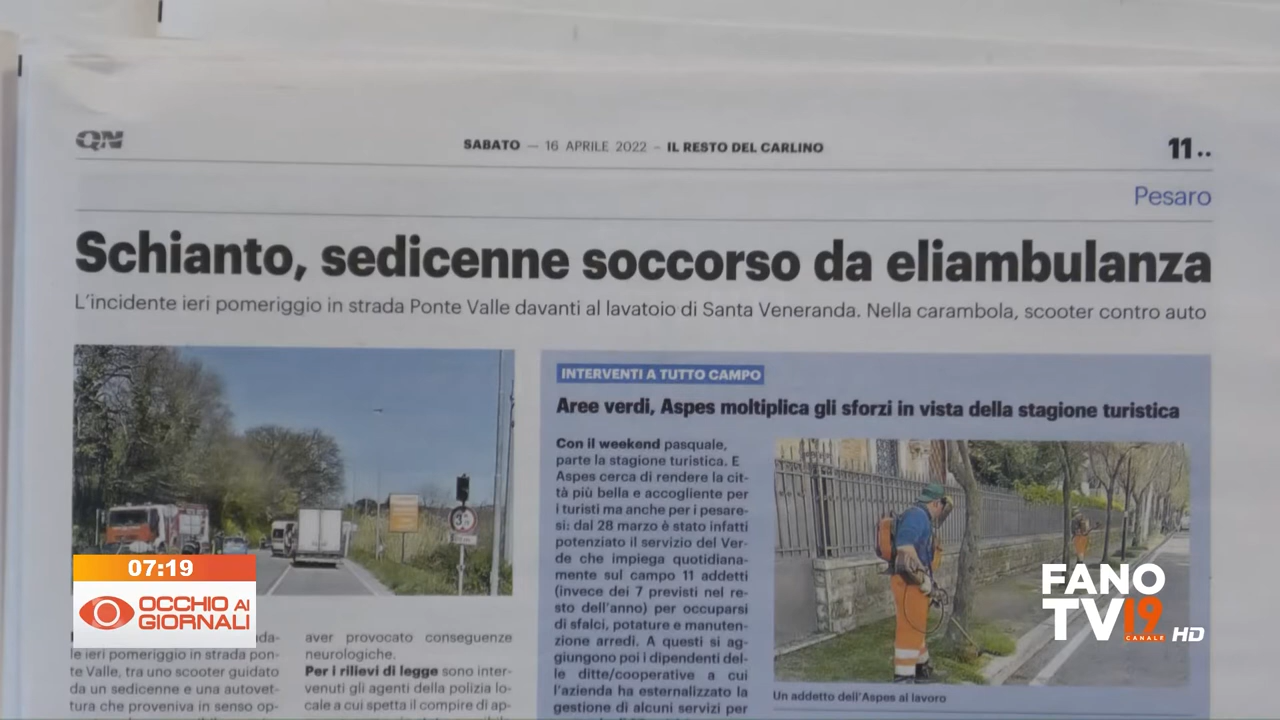 QN
SABATO — 16 APRILE 2022 – IL RESTO DEL CARLINO
11..
Pesaro
Schianto, sedicenne soccorso da eliambulanza
L'incidente ieri pomeriggio in strada Ponte Valle davanti al lavatoio di Santa Veneranda. Nella carambola, scooter contro auto
INTERVENTI A TUTTO CAMPO
Aree verdi, Aspes moltiplica gli sforzi in vista della stagione turistica
Con il weekend pasquale,
parte la stagione turistica. E
Aspes cerca di rendere la cit-
tà più bella e accogliente per
i turisti ma anche per i pesare-
si: dal 28 marzo è stato infatti
potenziato il servizio del Ver-
de che impiega quotidiana-
mente sul campo 11 addetti
(invece dei 7 previsti nel re-
sto dell'anno) per occuparsi
di sfalci, potature e manuten-
zione arredi. A questi si ag-
giungono poi i dipendenti del-
le ditte/cooperative a cui
l'azienda ha esternalizzato la
gestione di alcuni servizi per
Un addetto dell'Aspes al lavoro
07:19
OCCHIO AI
GIORNALI
le ieri pomeriggio in strada pon-
te Valle, tra uno scooter guidato
da un sedicenne e una autovet-
tura che proveniva in senso op-
aver provocato conseguenze
neurologiche.
Per i rilievi di legge sono inter-
venuti gli agenti della polizia lo-
cale a cui spetta il compire di ap-
FANO
TV19
CANALE HD